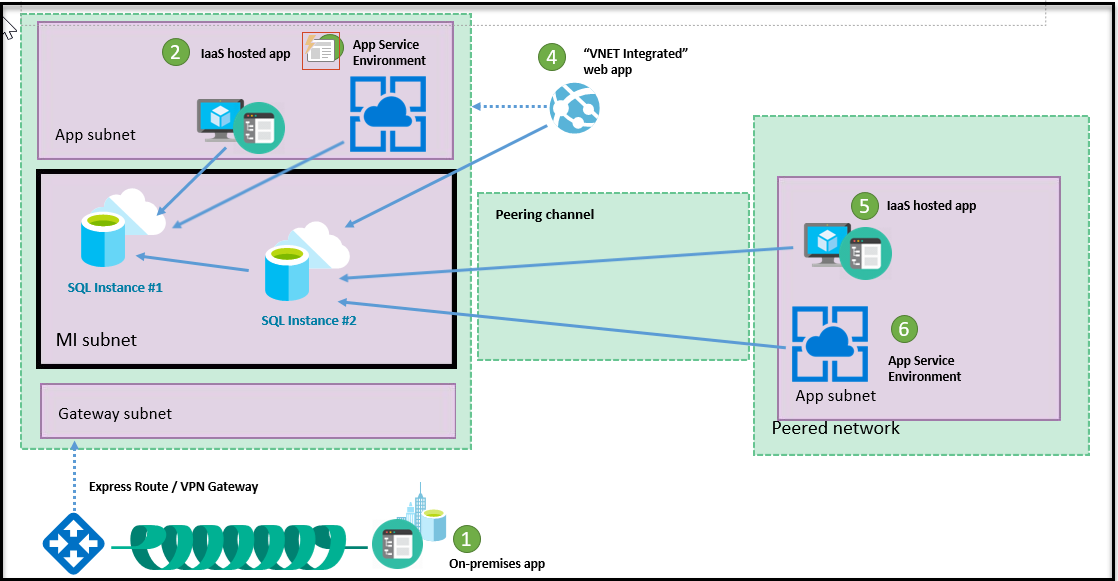 2
IaaS hosted app
App Service
Environment
App subnet
4
“VNET Integrated”
web app
SQL Instance #1
SQL Instance #2
MI subnet
Gateway subnet
Peering channel
5
IaaS hosted app
6
App Service
Environment
App subnet
Peered network
Express Route / VPN Gateway
1
On-premises app